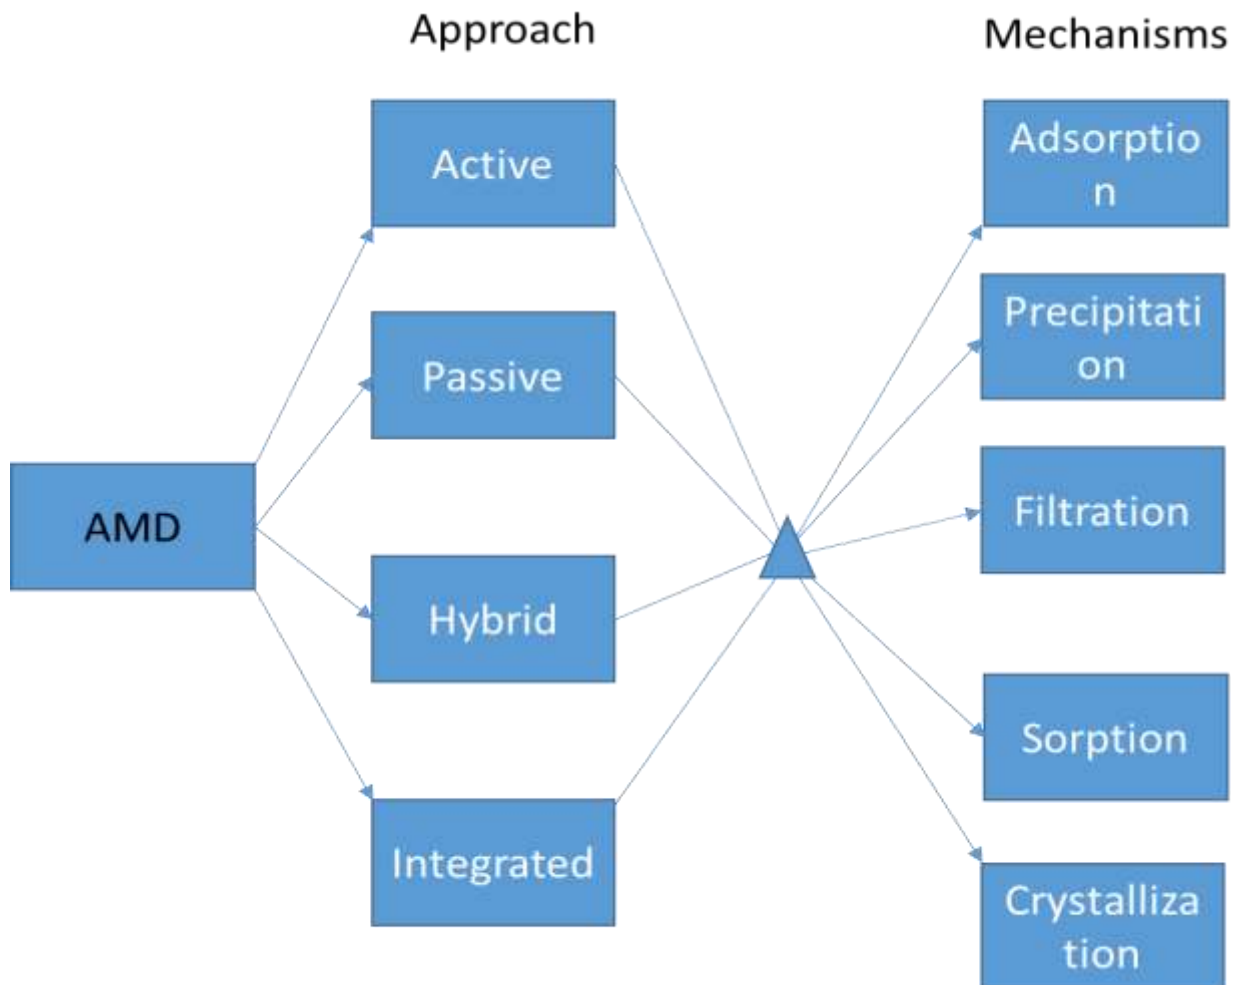 Approach
Mechanisms
Active
Passive
AMD
Hybrid
Integrated
Adsorptio
n
Precipitati
on
Filtration
Sorption
Crystalliza
tion